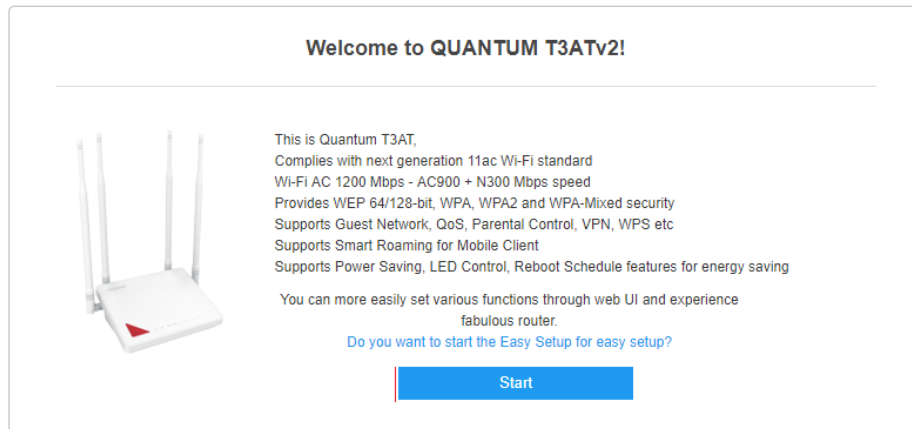 Welcome to QUANTUM T3ATv2!
This is Quantum T3AT,
Complies with next generation 11ac Wi-Fi standard
Wi-Fi AC 1200 Mbps - AC900 + N300 Mbps speed
Provides WEP 64/128-bit, WPA, WPA2 and WPA-Mixed security
Supports Guest Network, QoS, Parental Control, VPN, WPS etc
Supports Smart Roaming for Mobile Client
Supports Power Saving, LED Control, Reboot Schedule features for energy saving
You can more easily set various functions through web UI and experience
fabulous router.
Do you want to start the Easy Setup for easy setup?
Start